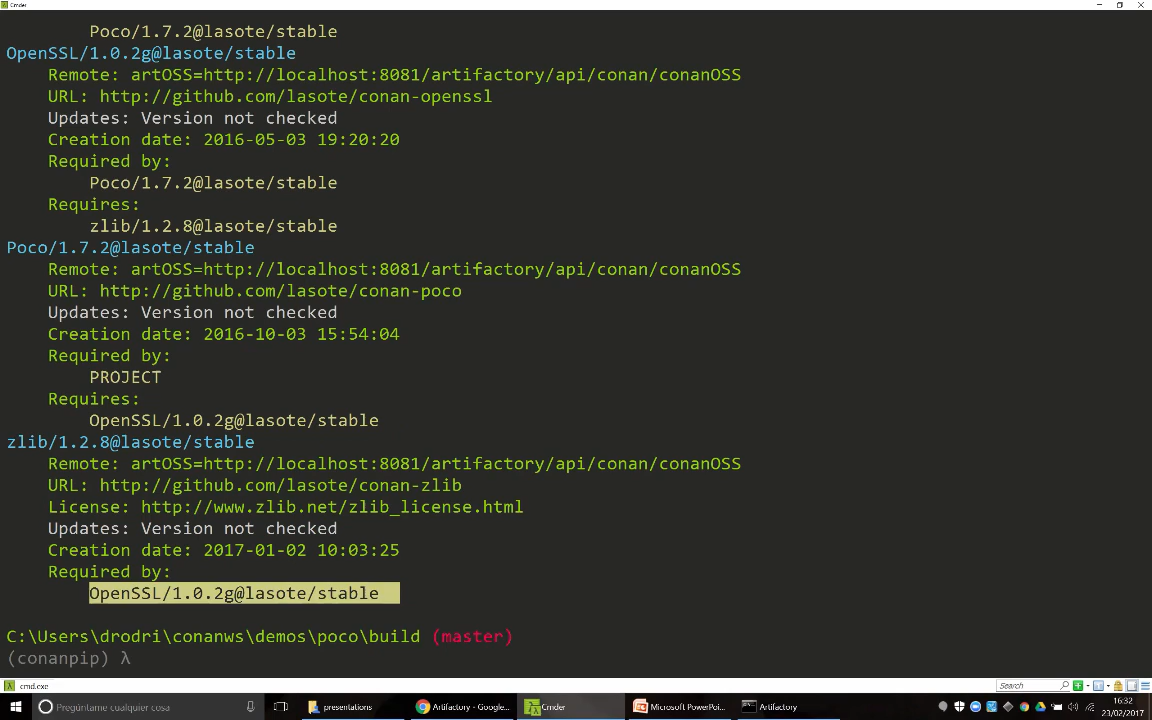 Cmder
Poco/1.7.2@lasote/stable
OpenSSL/1.0.2g@lasote/stable
Remote: artOSS=http://localhost:8081/artifactory/api/conan/conanOSS
URL: http://github.com/lasote/conan-openssl
Updates: Version not checked
Creation date: 2016-05-03 19:20:20
Required by:
Poco/1.7.2@lasote/stable
Requires:
zlib/1.2.8@lasote/stable
Poco/1.7.2@lasote/stable
Remote: artOSS=http://localhost:8081/artifactory/api/conan/conanOSS
URL: http://github.com/lasote/conan-poco
Updates: Version not checked
Creation date: 2016-10-03 15:54:04
Required by:
PROJECT
Requires:
OpenSSL/1.0.2g@lasote/stable
zlib/1.2.8@lasote/stable
Remote: artOSS=http://localhost:8081/artifactory/api/conan/conanOSS
URL: http://github.com/lasote/conan-zlib
License: http://www.zlib.net/zlib_license.html
Updates: Version not checked
Creation date: 2017-01-02 10:03:25
Required by:
OpenSSL/1.0.2g@lasote/stable
C:\Users\drodri\conanws\demos\poco\build (master)
(conanpip) λ
cmd.exe
Search
Pregúntame cualquier cosa
presentations
Artifactory - Google...
Cmder
Microsoft PowerPoi...
Artifactory
16:32
23/02/2017